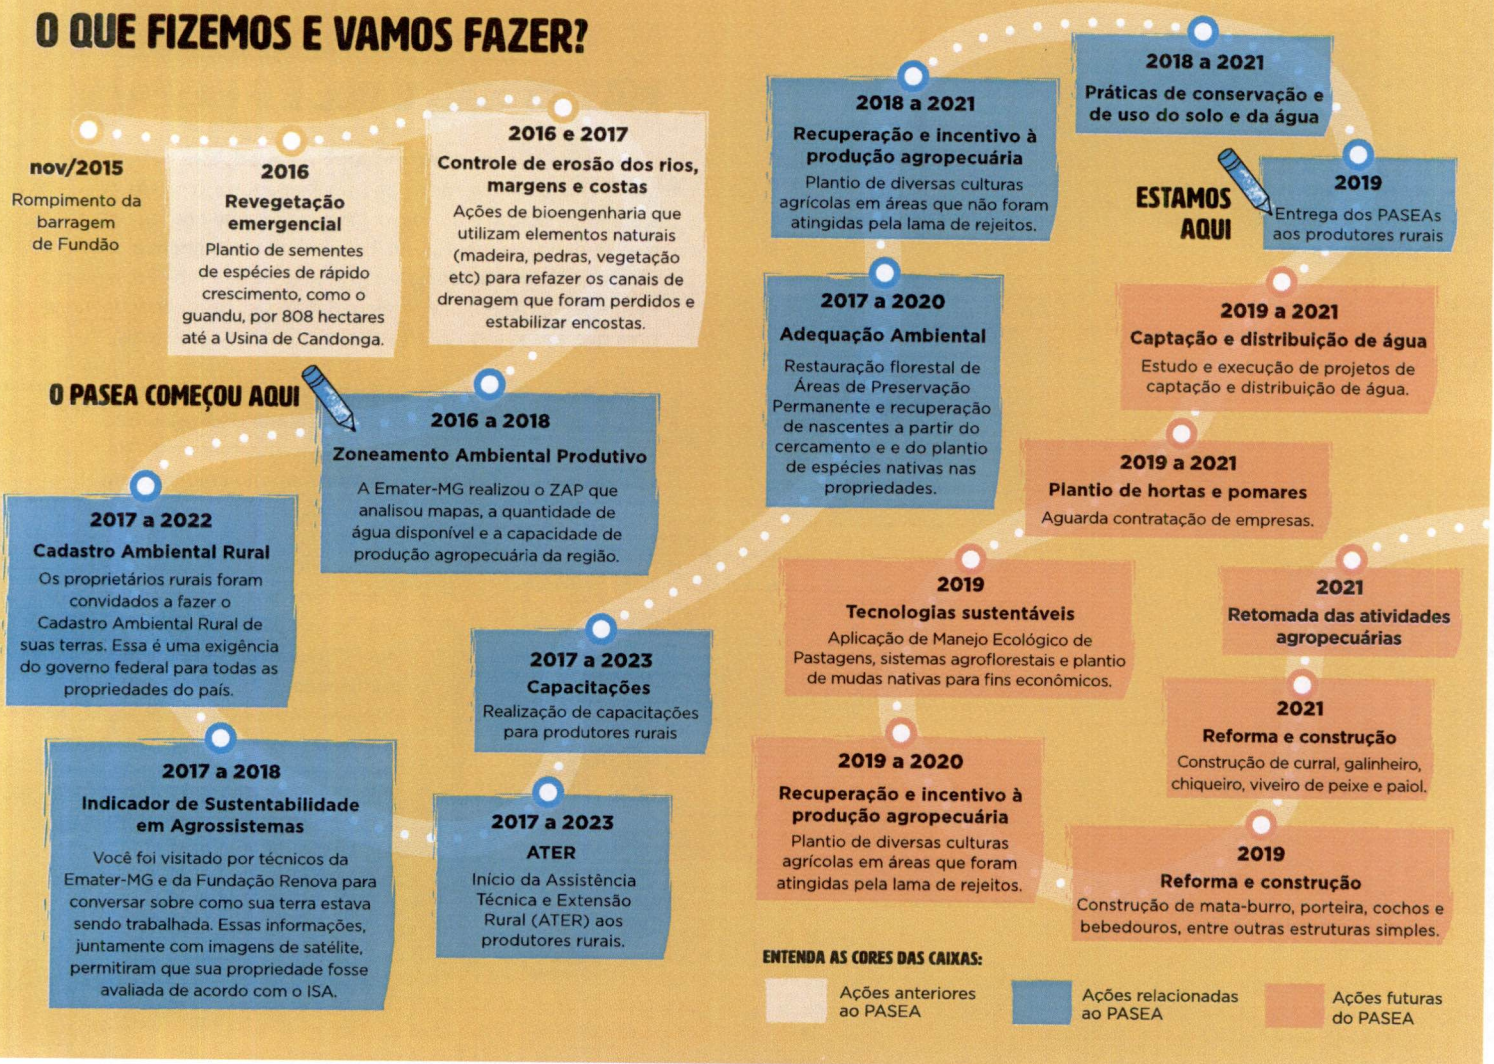 O QUE FIZEMOS E VAMOS FAZER?
nov/2015
Rompimento da
barragem
de Fundão
2016
Revegetação
emergencial
Plantio de sementes
de espécies de rápido
crescimento, como o
guandu, por 808 hectares
até a Usina de Candonga.
2016 e 2017
Controle de erosão dos rios,
margens e costas
Ações de bioengenharia que
utilizam elementos naturais
(madeira, pedras, vegetação
etc) para refazer os canais de
drenagem que foram perdidos e
estabilizar encostas.
O PASEA COMEÇOU AQUI
2016 a 2018
Zoneamento Ambiental Produtivo
A Emater-MG realizou o ZAP que
analisou mapas, a quantidade de
água disponível e a capacidade de
produção agropecuária da região.
2017 a 2022
Cadastro Ambiental Rural
Os proprietários rurais foram
convidados a fazer o
Cadastro Ambiental Rural de
suas terras. Essa é uma exigência
do governo federal para todas as
propriedades do país.
2017 a 2018
Indicador de Sustentabilidade
em Agrossistemas
Você foi visitado por técnicos da
Emater-MG e da Fundação Renova para
conversar sobre como sua terra estava
sendo trabalhada. Essas informações,
juntamente com imagens de satélite,
permitiram que sua propriedade fosse
avaliada de acordo com o ISA.
2017 a 2023
ATER
Início da Assistência
Técnica e Extensão
Rural (ATER) aos
produtores rurais.
2017 a 2023
Capacitações
Realização de capacitações
para produtores rurais
2017 a 2020
Adequação Ambiental
Restauração florestal de
Áreas de Preservação
Permanente e recuperação
de nascentes a partir do
cercamento e e do plantio
de espécies nativas nas
propriedades.
2018 a 2021
Recuperação e incentivo à
produção agropecuária
Plantio de diversas culturas
agrícolas em áreas que não foram
atingidas pela lama de rejeitos.
2018 a 2021
Práticas de conservação e
de uso do solo e da água
ESTAMOS
AQUI
2019
Entrega dos PASEAs
aos produtores rurais
2019 a 2021
Captação e distribuição de água
Estudo e execução de projetos de
captação e distribuição de água.
2019 a 2021
Plantio de hortas e pomares
Aguarda contratação de empresas.
2019
Tecnologias sustentáveis
Aplicação de Manejo Ecológico de
Pastagens, sistemas agroflorestais e plantio
de mudas nativas para fins econômicos.
2019 a 2020
Recuperação e incentivo à
produção agropecuária
Plantio de diversas culturas
agrícolas em áreas que foram
atingidas pela lama de rejeitos.
2019
Reforma e construção
Construção de mata-burro, porteira, cochos e
bebedouros, entre outras estruturas simples.
2021
Reforma e construção
Construção de curral, galinheiro,
chiqueiro, viveiro de peixe e paiol.
2021
Retomada das atividades
agropecuárias
ENTENDA AS CORES DAS CAIXAS:
Ações anteriores
ao PASEA
Ações relacionadas
ao PASEA
Ações futuras
do PASEA